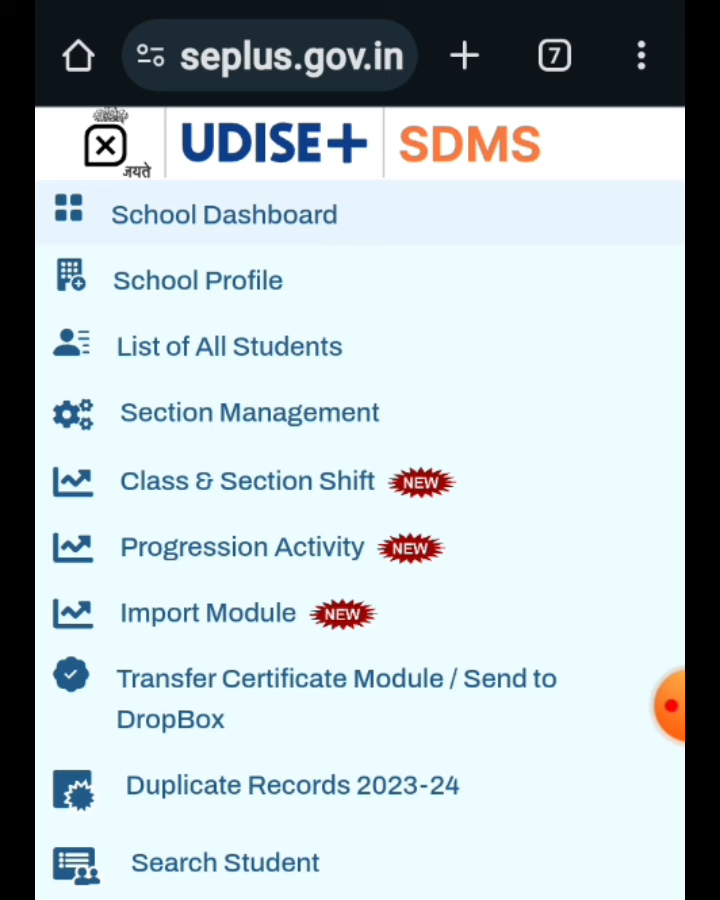 seplus.gov.in
7
जयते
UDISE+
SDMS
School Dashboard
School Profile
List of All Students
Section Management
Class & Section Shift NEW
Progression Activity NEW
Import Module NEW
Transfer Certificate Module / Send to
DropBox
Duplicate Records 2023-24
Search Student